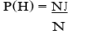 P(H) = NJ
N